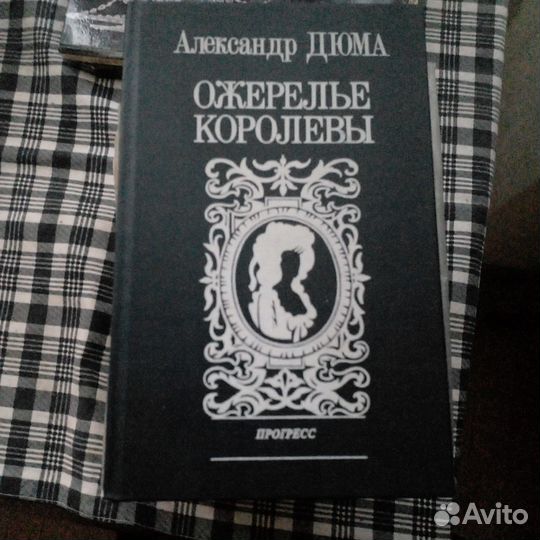 Александр ДЮМА
ОЖЕРЕЛЬЕ
КОРОЛЕВЫ
ПРОГРЕСС
Avito